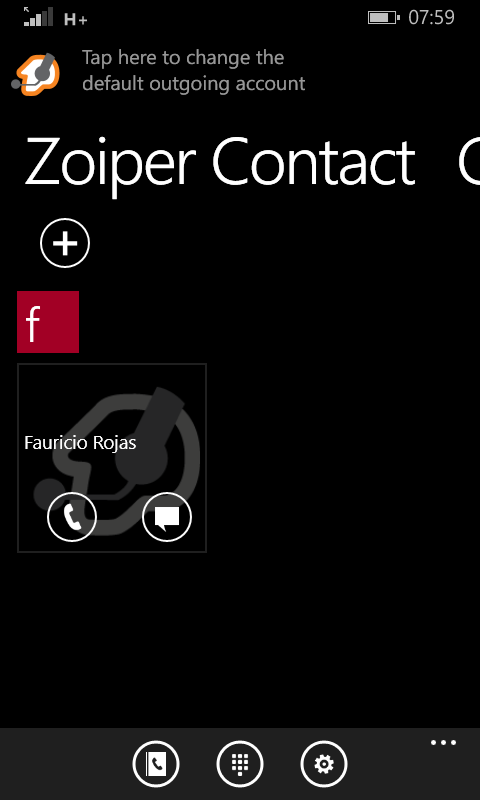 H+
07:59
Tap here to change the
default outgoing account
Zoiper Contact
f
Fauricio Rojas